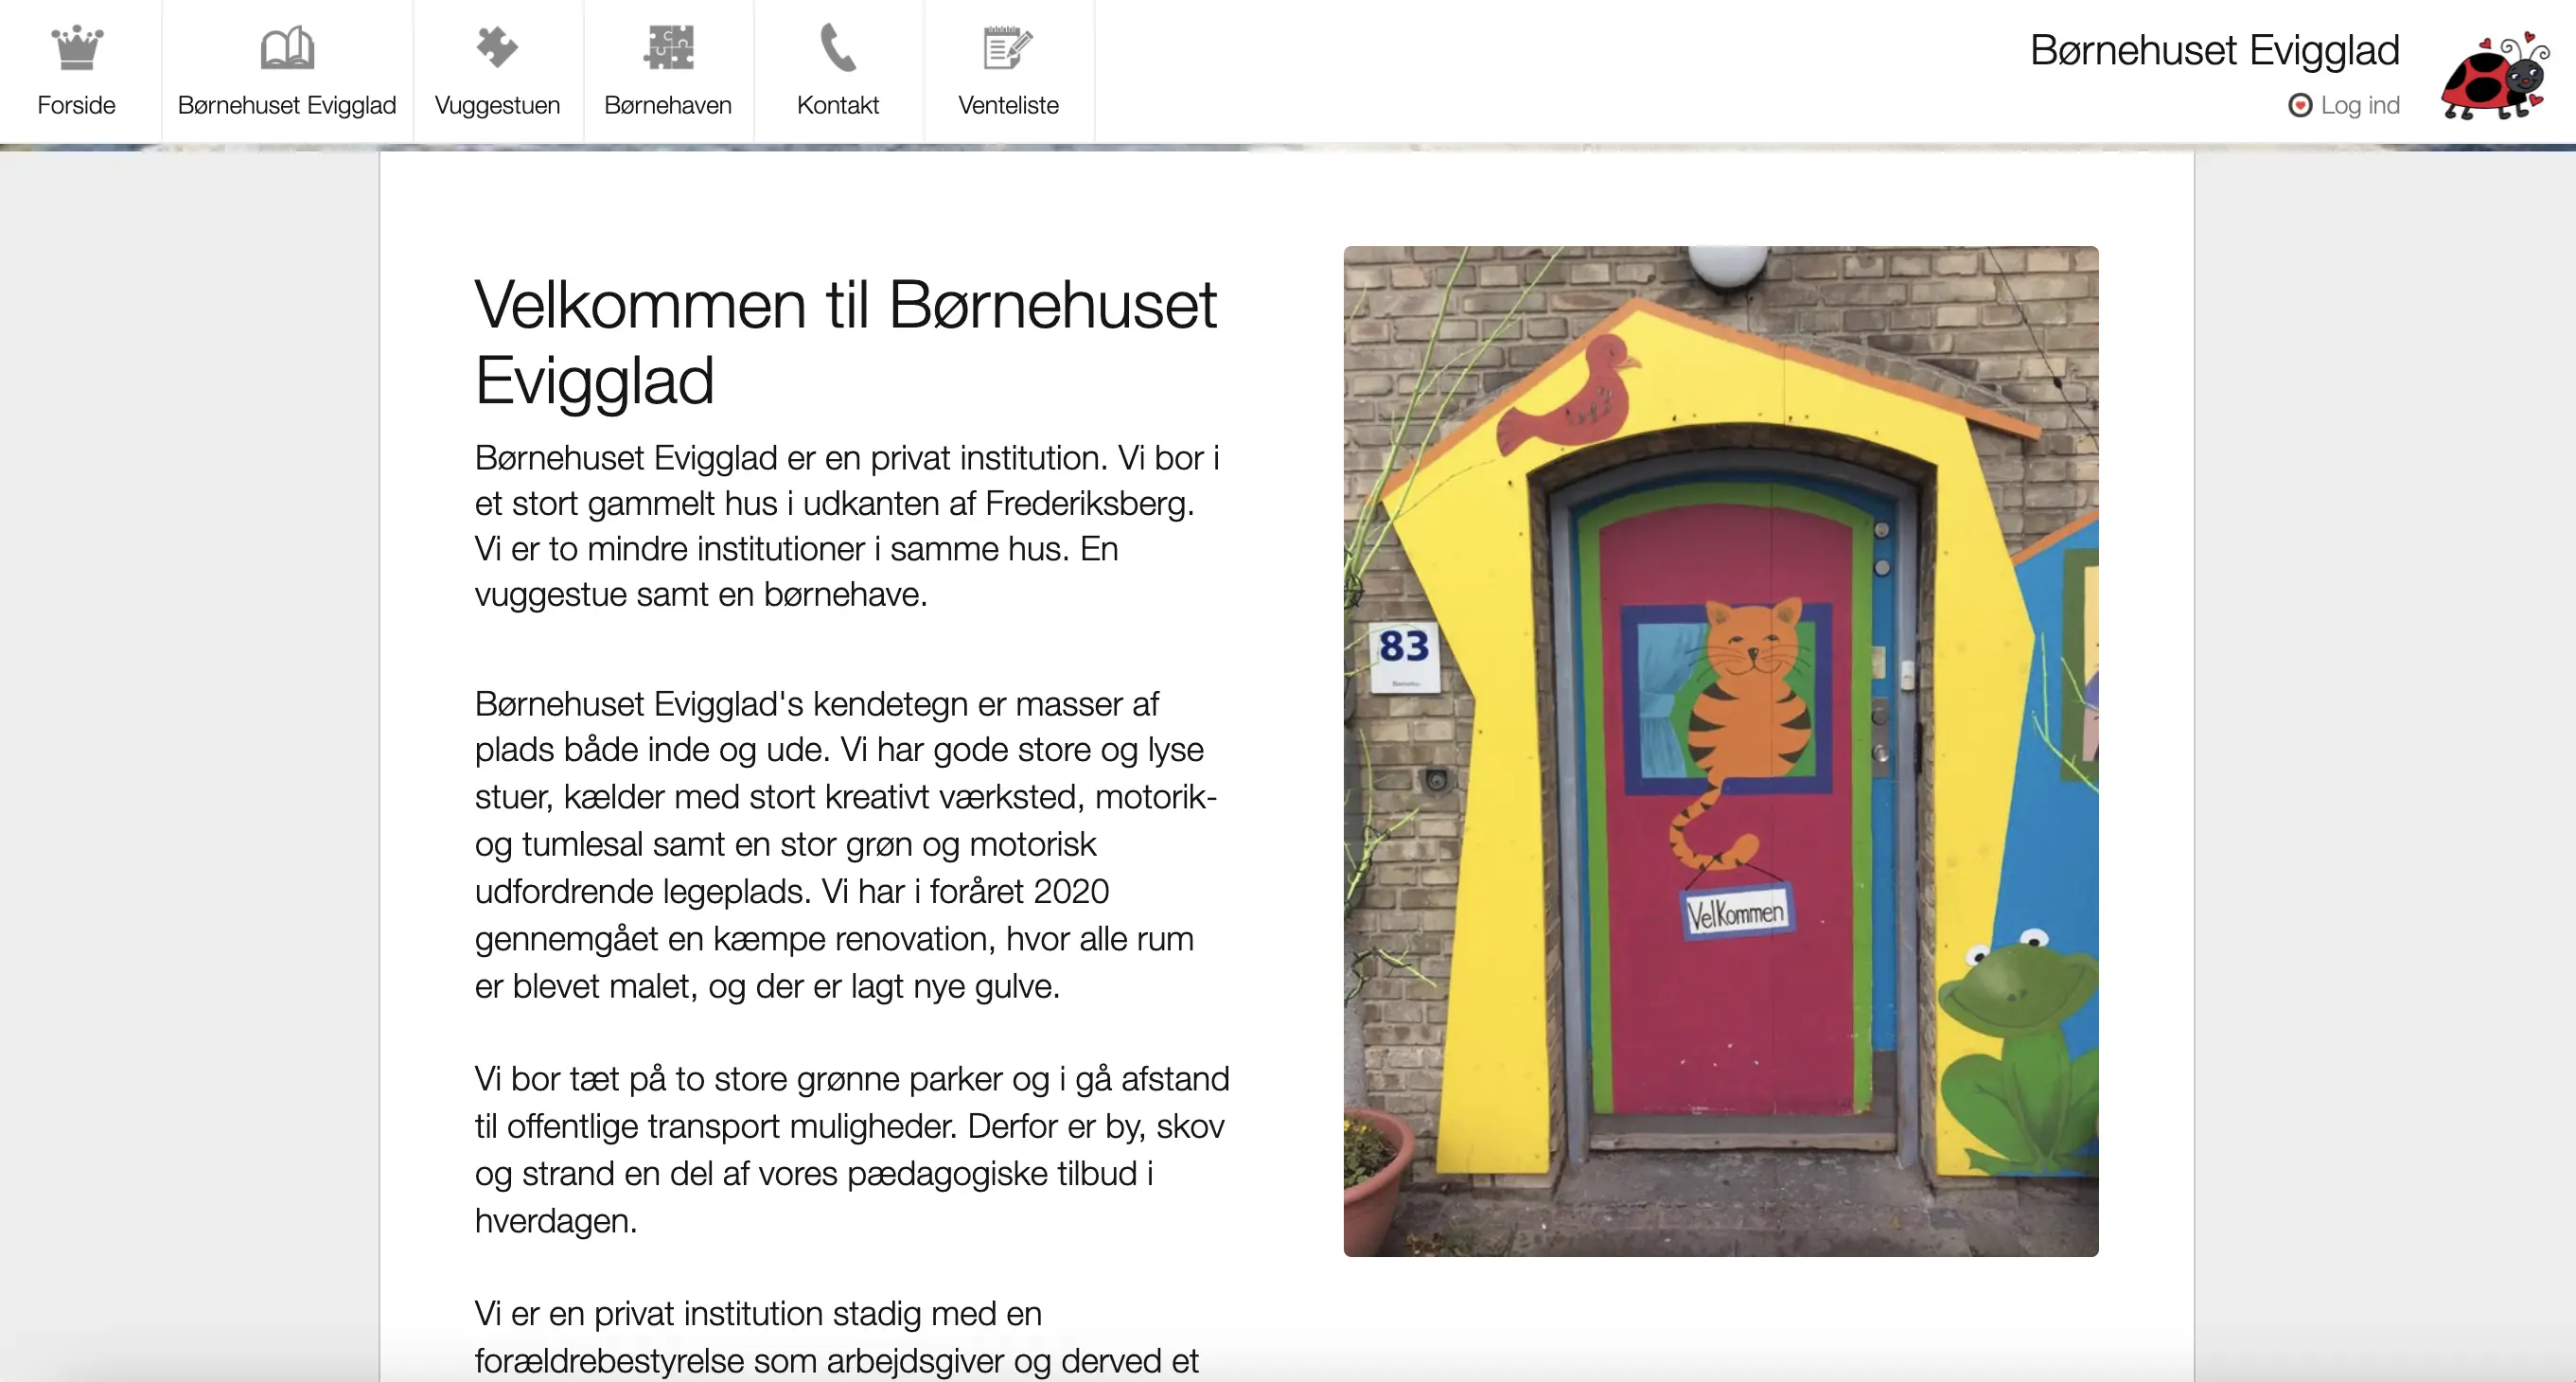 Forside
Børnehuset Evigglad
Vuggestuen
Børnehaven
Kontakt
Venteliste
Børnehuset Evigglad
Log ind
Velkommen til Børnehuset
Evigglad
Børnehuset Evigglad er en privat institution. Vi bor i
et stort gammelt hus i udkanten af Frederiksberg.
Vi er to mindre institutioner i samme hus. En
vuggestue samt en børnehave.
Børnehuset Evigglad's kendetegn er masser af
plads både inde og ude. Vi har gode store og lyse
stuer, kælder med stort kreativt værksted, motorik-
og tumlesal samt en stor grøn og motorisk
udfordrende legeplads. Vi har i foråret 2020
gennemgået en kæmpe renovation, hvor alle rum
er blevet malet, og der er lagt nye gulve.
Vi bor tæt på to store grønne parker og i gå afstand
til offentlige transport muligheder. Derfor er by, skov
og strand en del af vores pædagogiske tilbud i
hverdagen.
Vi er en privat institution stadig med en
forældrebestyrelse som arbejdsgiver og derved et
83
Velkommen